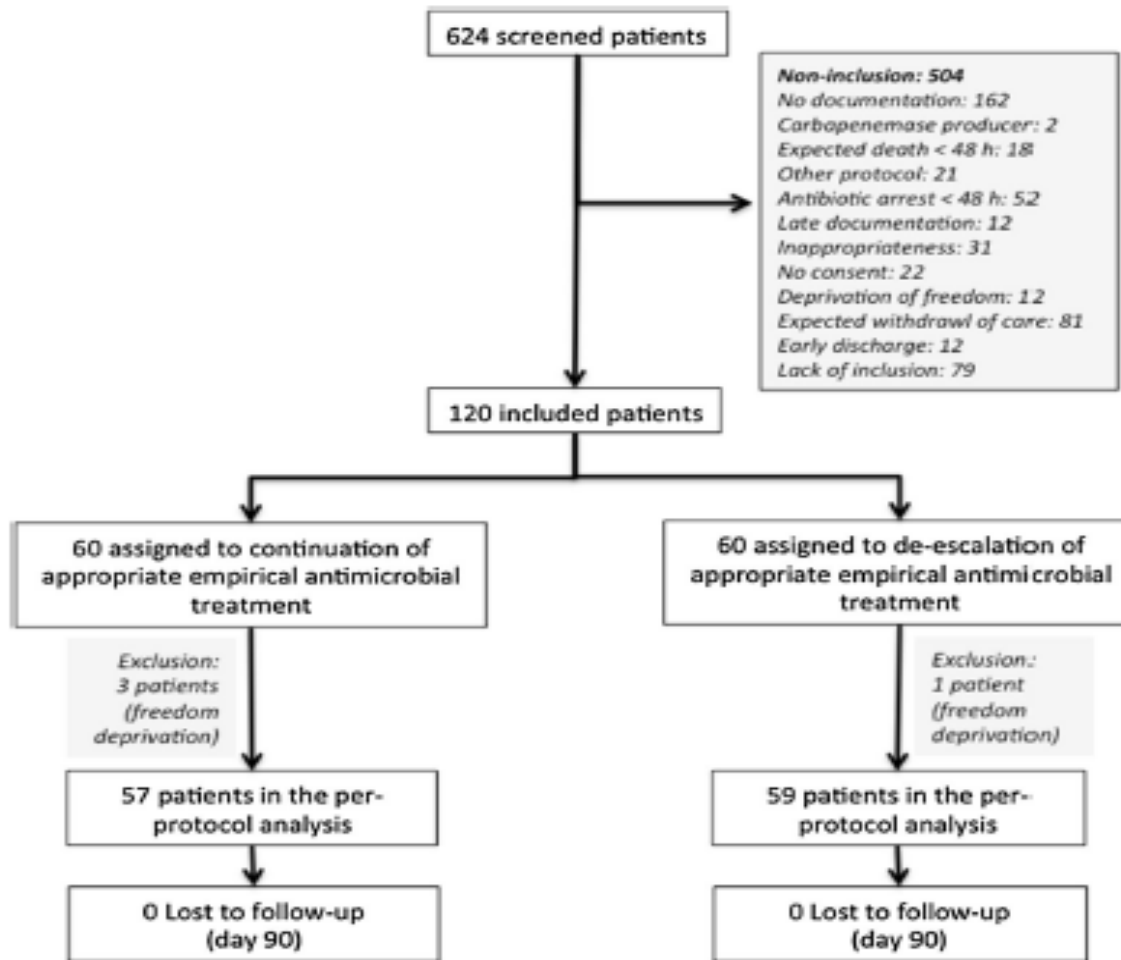 624 screened patients
Non-inclusion: 504
No documentation: 162
Carbapenemase producer: 2
Expected death < 48 h: 18
Other protocol: 21
Antibiotic arrest < 48 h: 52
Late documentation: 12
Inappropriateness: 31
No consent: 22
Deprivation of freedom: 12
Expected withdrawl of care: 81
Early discharge: 12
Lack of inclusion: 79
120 included patients
60 assigned to continuation of
appropriate empirical antimicrobial
treatment
60 assigned to de-escalation of
appropriate empirical antimicrobial
treatment
Exclusion:
3 patients
(freedom
deprivation)
Exclusion:
1 patient
(freedom
deprivation)
57 patients in the per-
protocol analysis
59 patients in the per-
protocol analysis
0 Lost to follow-up
(day 90)
0 Lost to follow-up
(day 90)